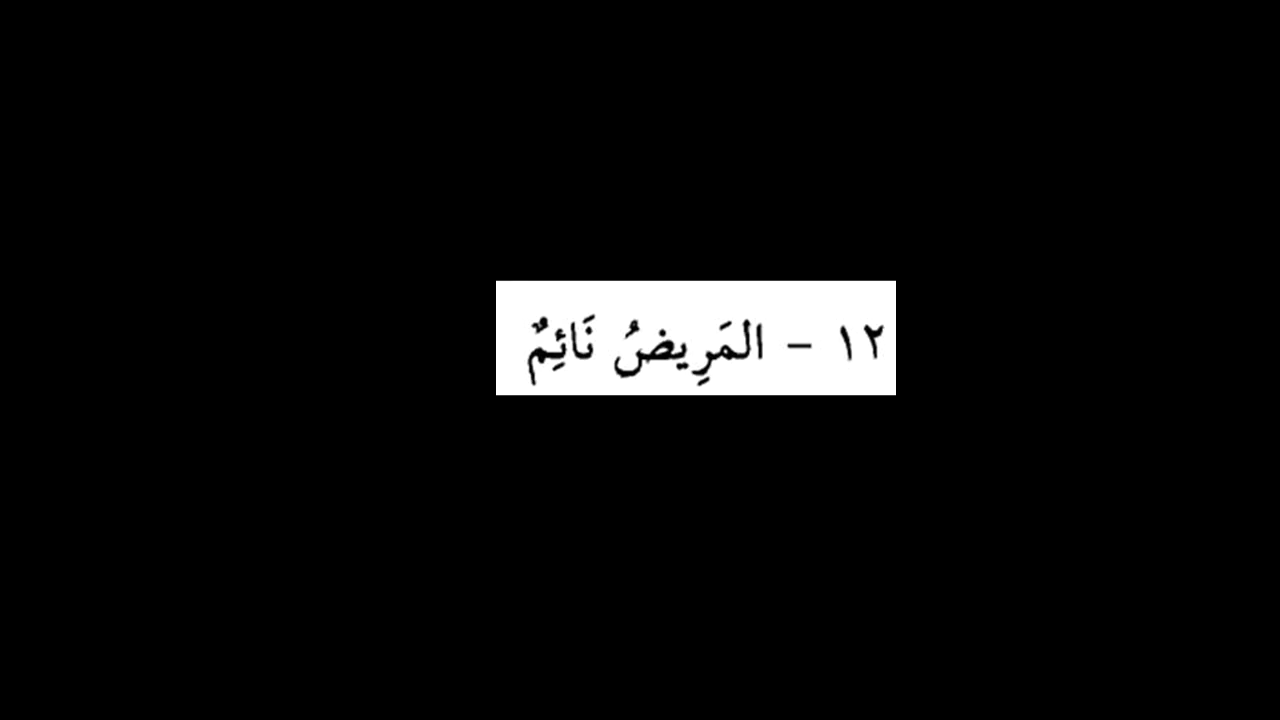 ١٢ - المَرِيضُ نَائِمٌ